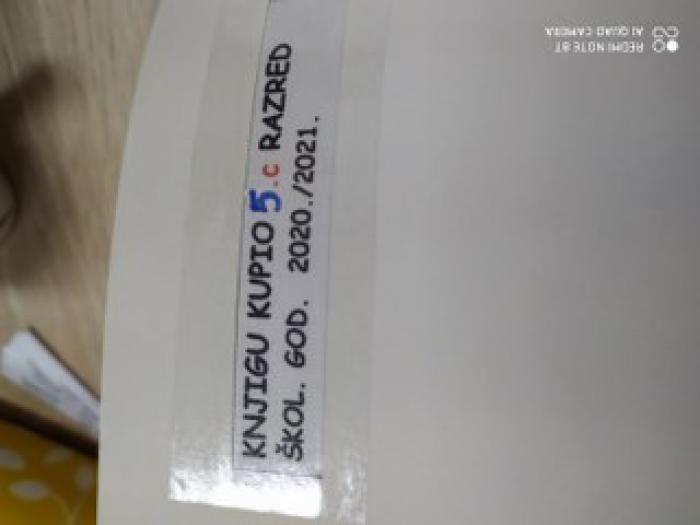 KNJIGU KUPIO 5.c RAZRED
ŠKOL. GOD. 2020./2021.
REDMI NOTE 8T
AI QUAD CAMERA